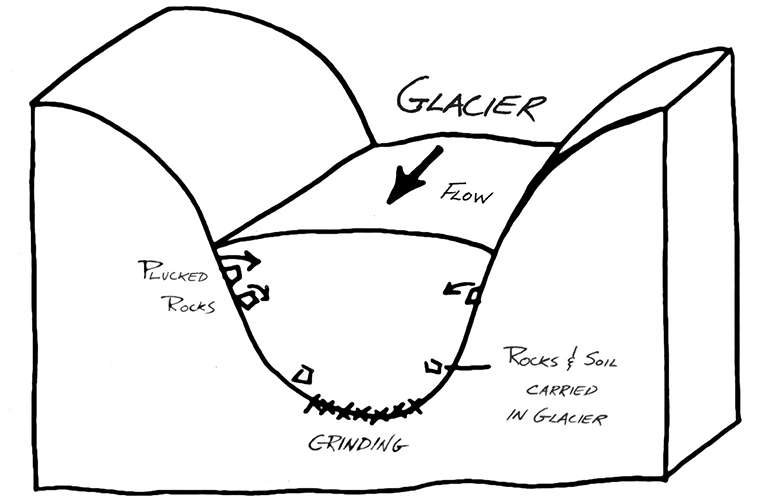 GLACIER
FLOW
PLUCKED
ROCKS
ROCKS & SOIL
CARRIED
IN GLACIER
GRINDING